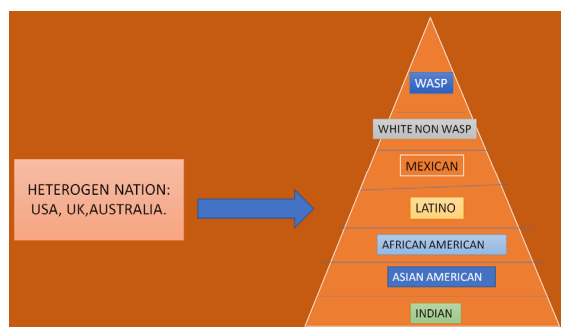 HETEROGEN NATION:
USA, UK,AUSTRALIA.
WASP
WHITE NON WASP
MEXICAN
LATINO
AFRICAN AMERICAN
ASIAN AMERICAN
INDIAN